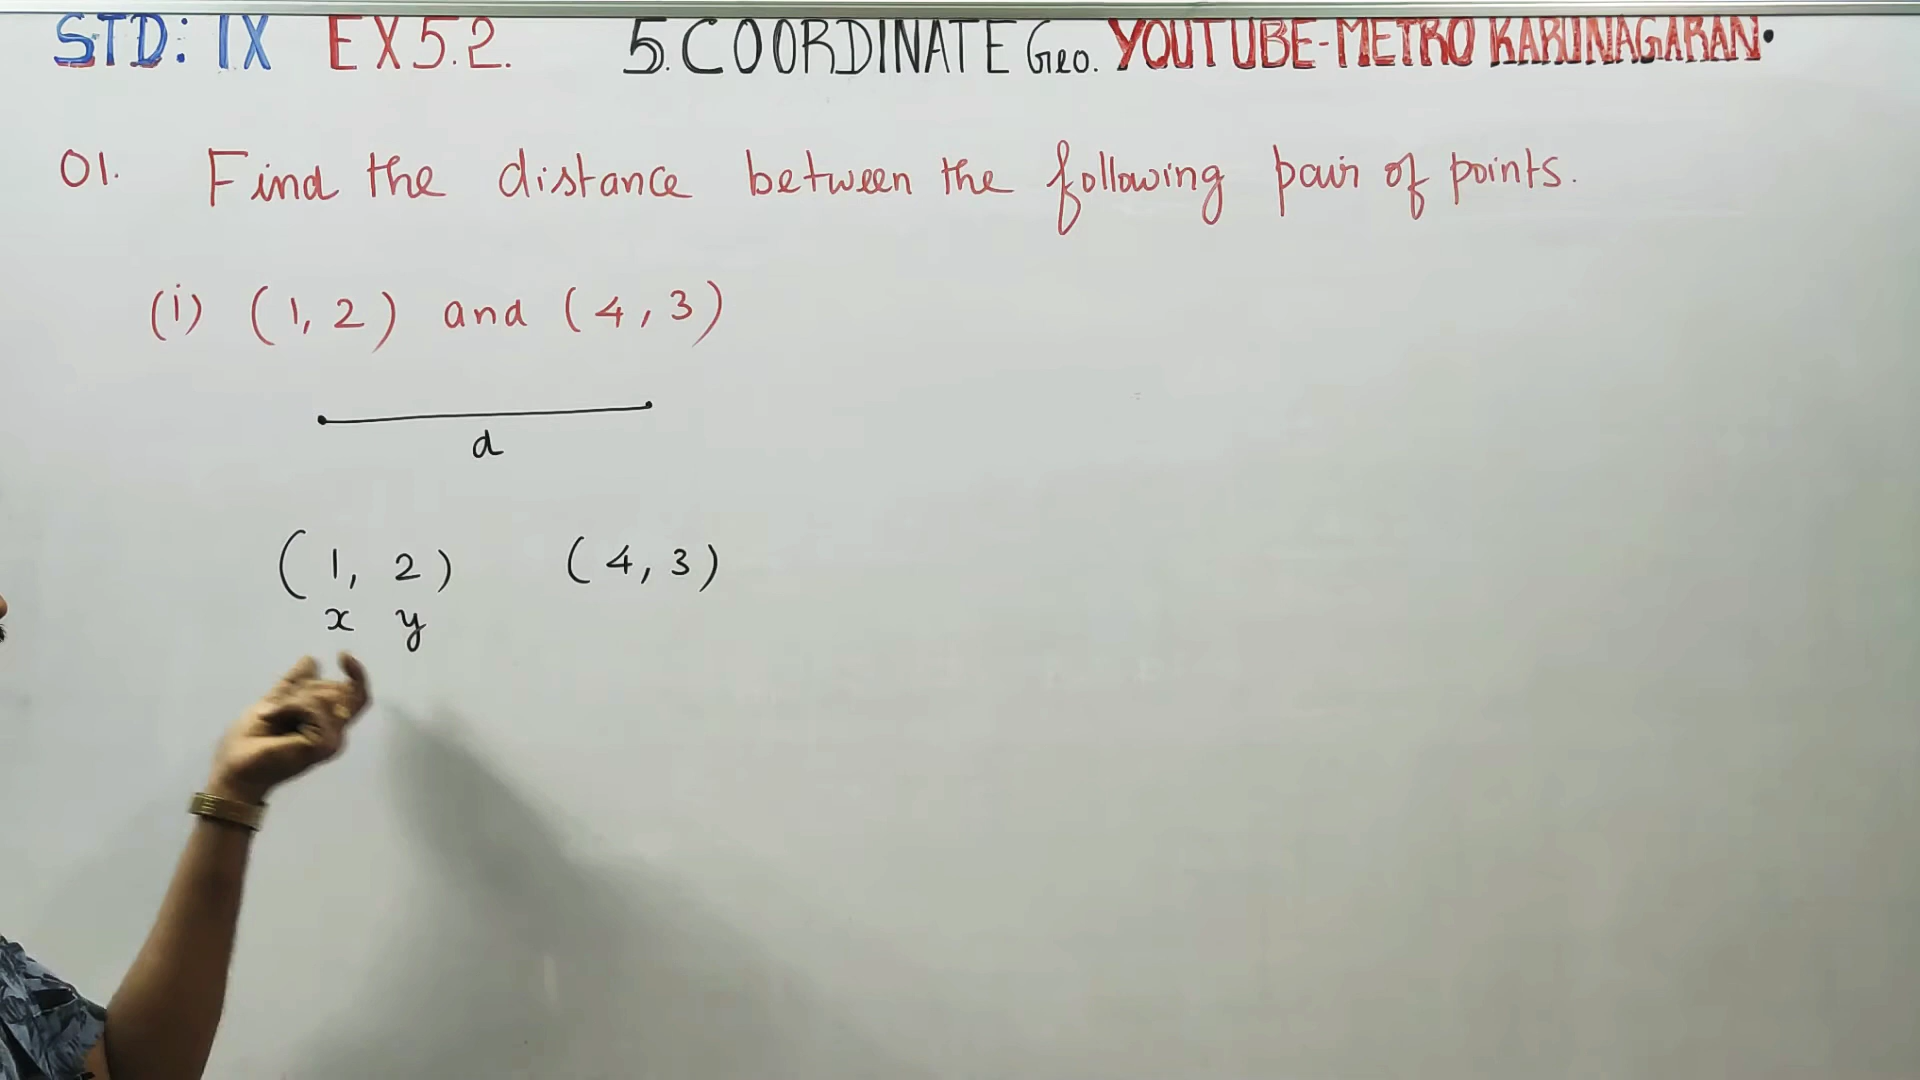 STD: IX EX 5.2. 5. COORDINATE Geo. YOUTUBE-METRO KARUNAGARAN.
01. Find the distance between the following pair of points.
(i) (1, 2) and (4, 3)
d
(1, 2) (4, 3)
x y